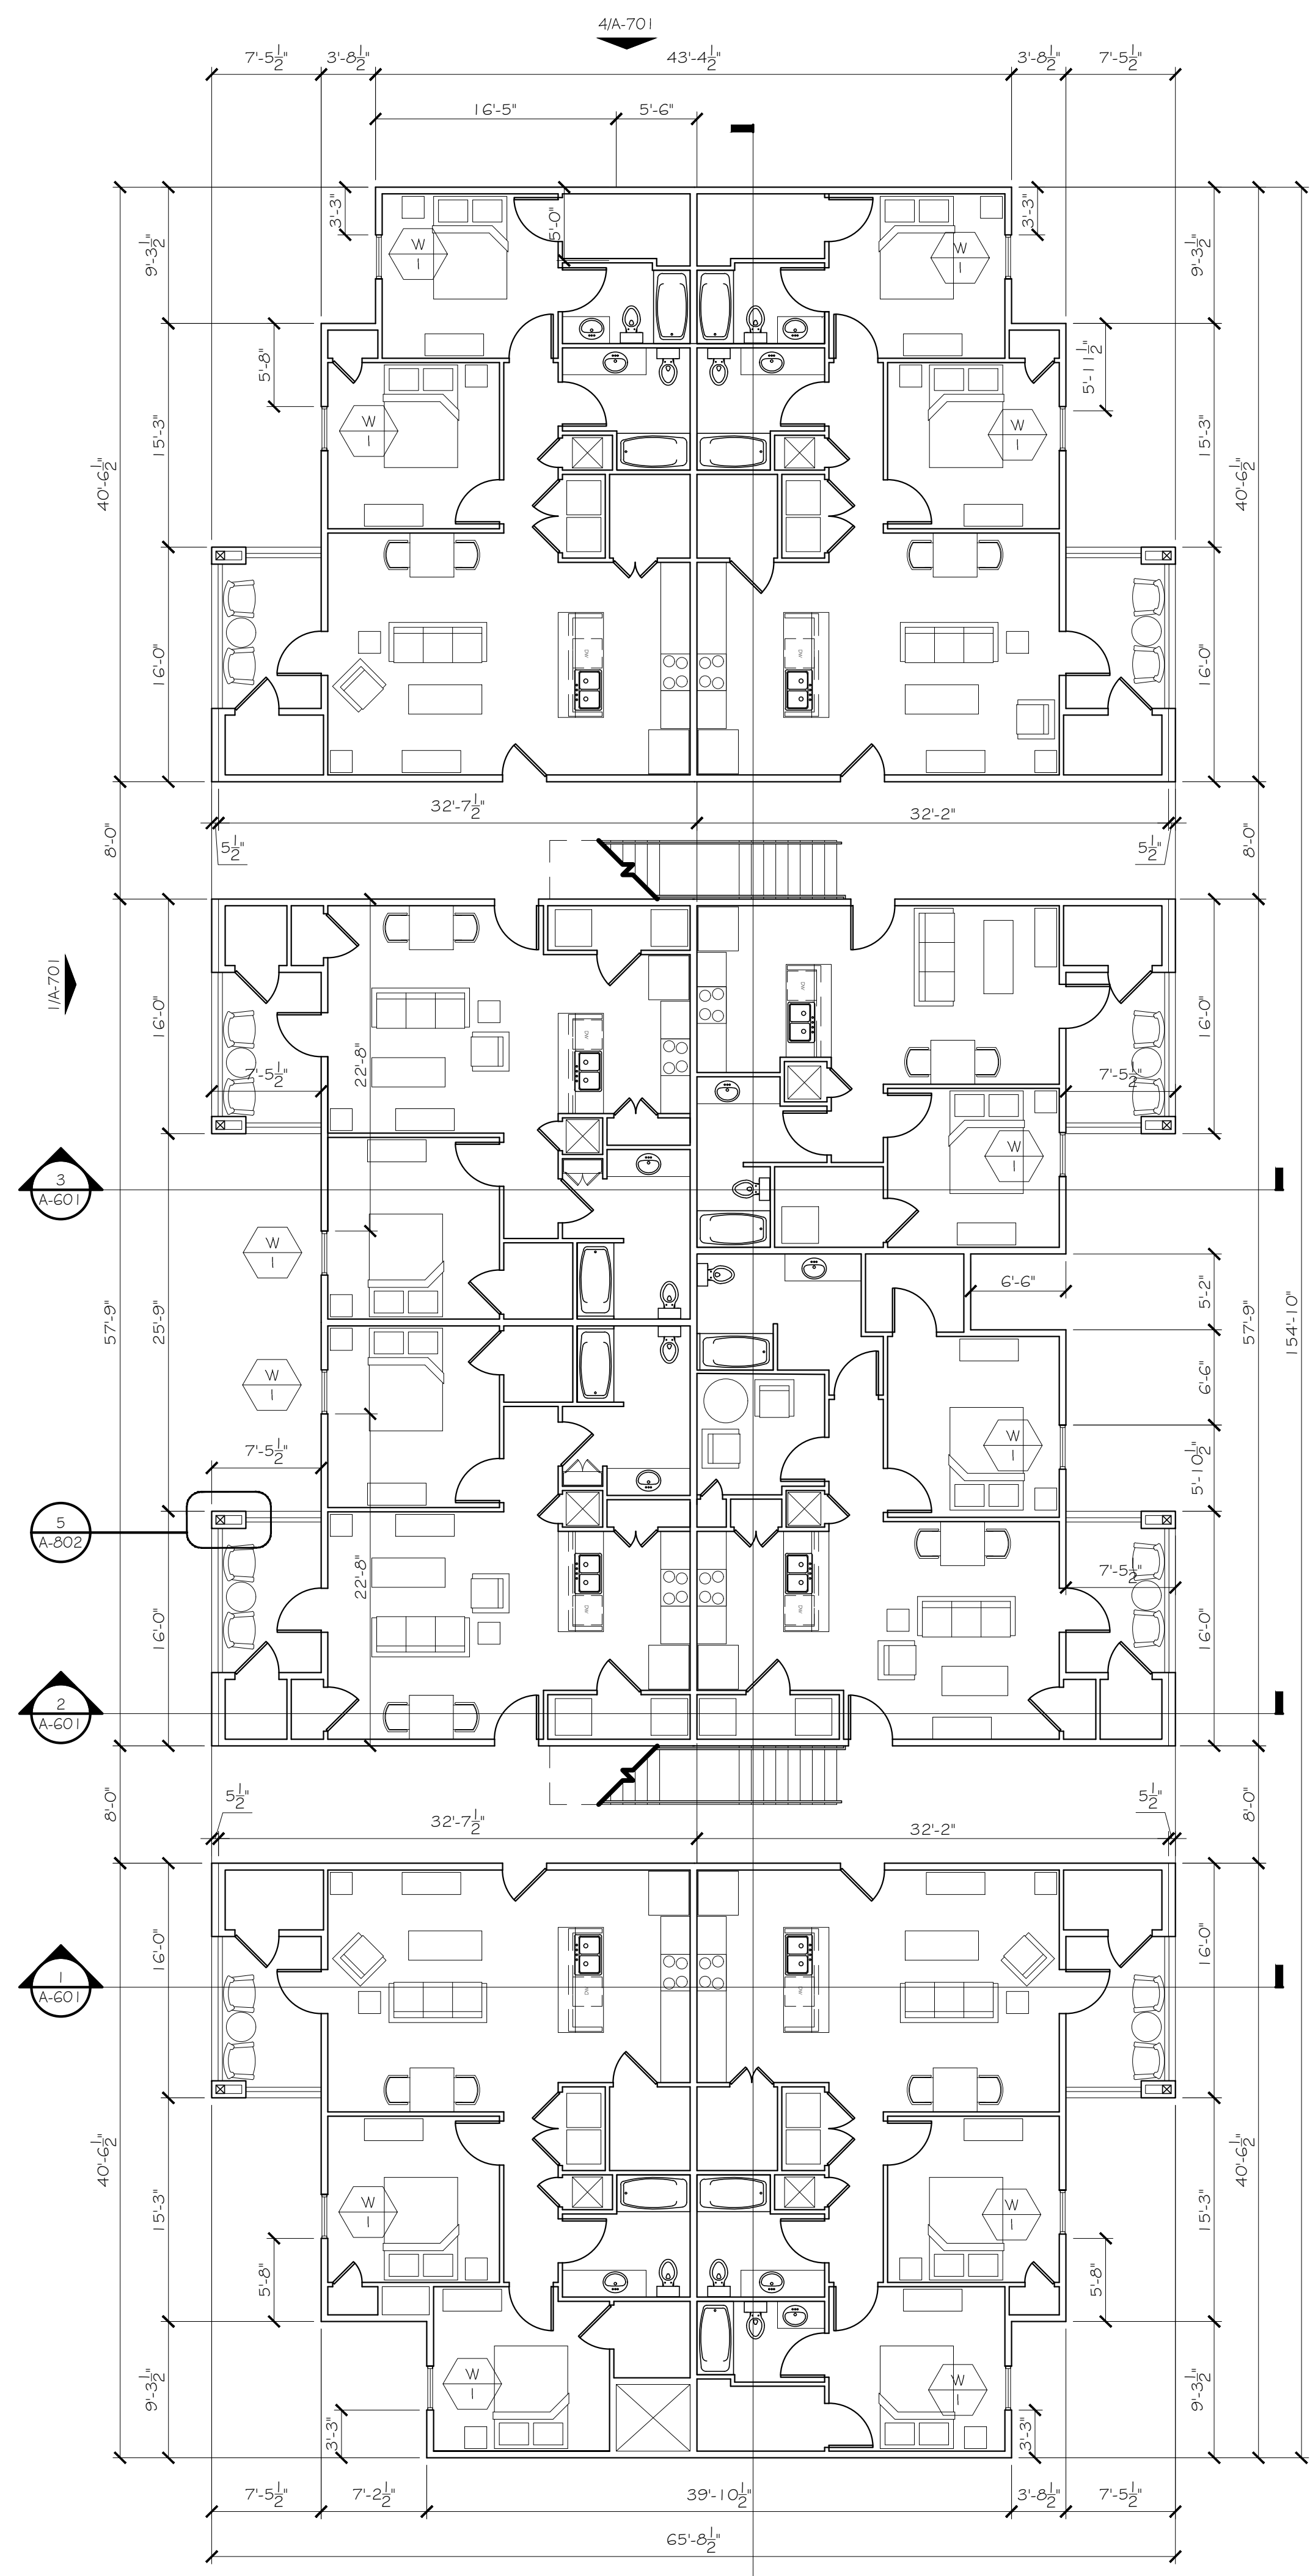 4/A-701
7'-5 1/2" 3'-8 1/2" 43'-4 1/2" 3'-8 1/2" 7'-5 1/2"
16'-5" 5'-6"
3'-3" 5'-0" 3'-3"
9'-3 1/2" 9'-3 1/2"
W W
1 1
5'-8" 5'-11 1/2"
15'-3" 15'-3"
W W
1 1
40'-6 1/2" 40'-6 1/2"
16'-0" 16'-0"
DW DW
32'-7 1/2" 32'-2"
8'-0" 5 1/2" 5 1/2" 8'-0"
1/A-701
16'-0" 16'-0"
DW DW
7'-5 1/2" 22'-8" 7'-5 1/2"
W
1
3
A-601
W
1
6'-6" 5'-2"
57'-9" 25'-9" 57'-9" 154'-10"
W
1
6'-6"
7'-5 1/2" W 5'-10 1/2"
1
5
A-802
22'-8" 7'-5 1/2"
DW DW
16'-0" 16'-0"
2
A-601
8'-0" 5 1/2" 5 1/2" 8'-0"
32'-7 1/2" 32'-2"
16'-0" 16'-0"
1
A-601
DW DW
40'-6 1/2" 40'-6 1/2"
15'-3" 15'-3"
W W
1 1
5'-8" 5'-8"
W W
1 1
9'-3 1/2" 9'-3 1/2"
3'-3" 3'-3"
7'-5 1/2" 7'-2 1/2" 39'-10 1/2" 3'-8 1/2" 7'-5 1/2"
65'-8 1/2"